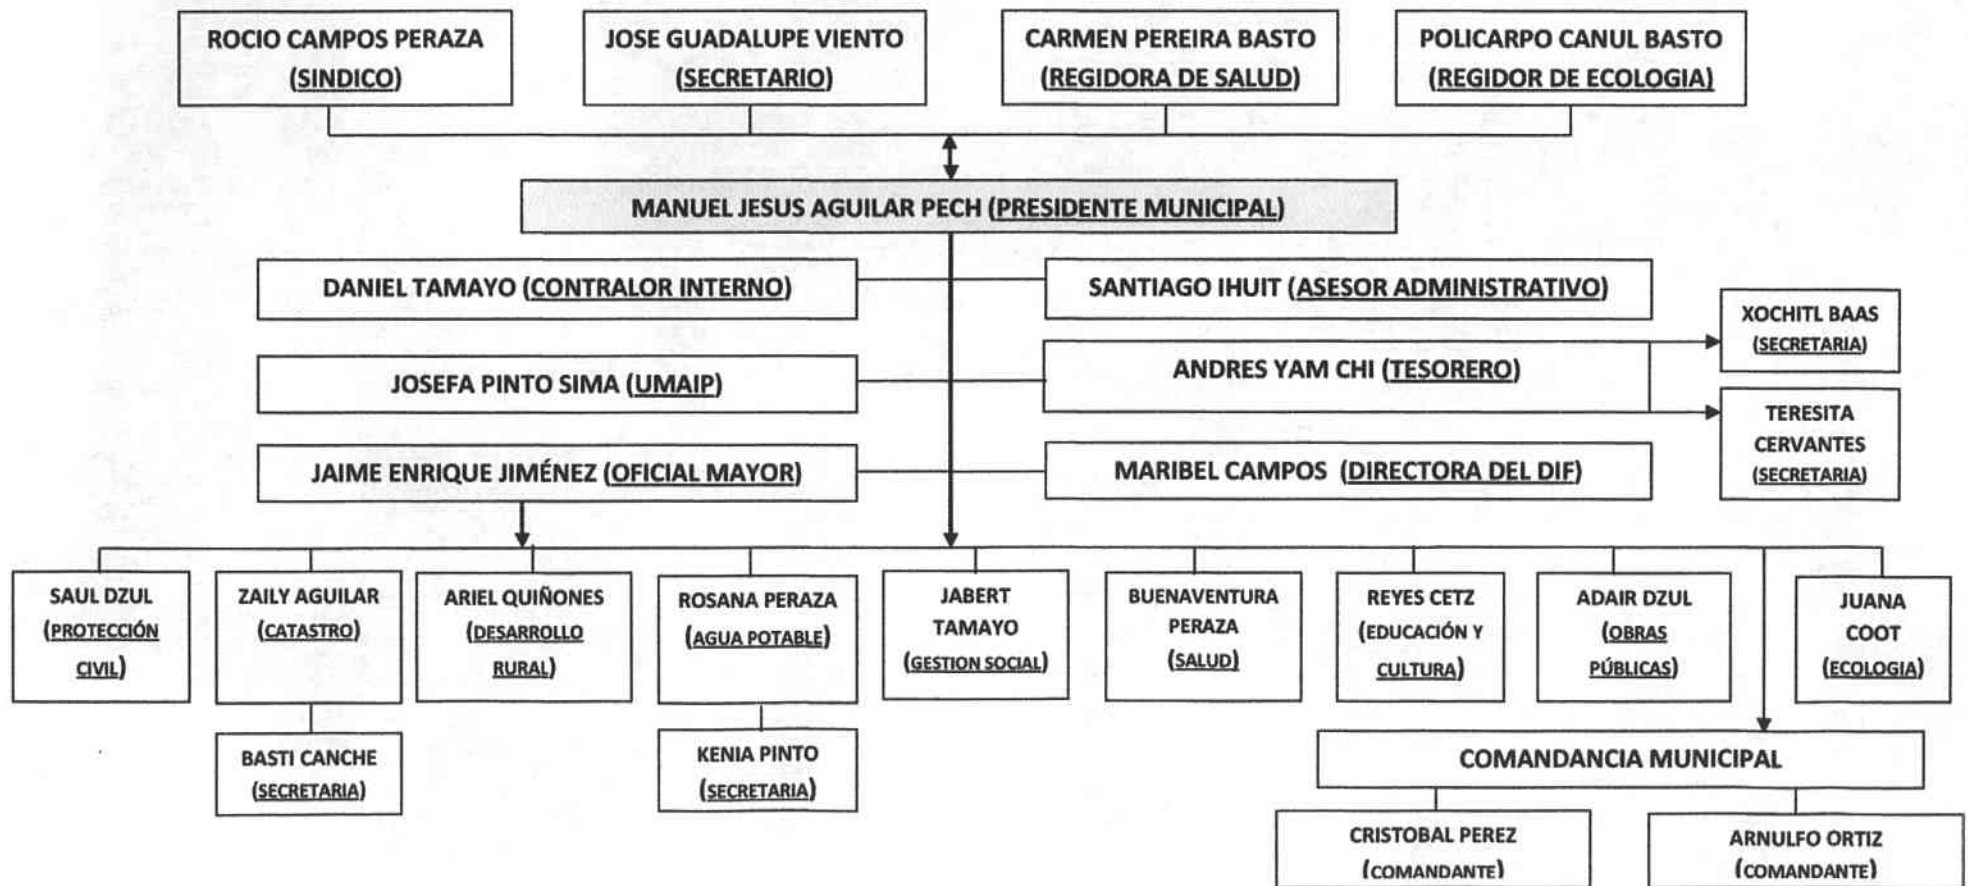 ROCIO CAMPOS PERAZA
(SINDICO)
JOSE GUADALUPE VIENTO
(SECRETARIO)
CARMEN PEREIRA BASTO
(REGIDORA DE SALUD)
POLICARPO CANUL BASTO
(REGIDOR DE ECOLOGIA)
MANUEL JESUS AGUILAR PECH (PRESIDENTE MUNICIPAL)
DANIEL TAMAYO (CONTRALOR INTERNO)
SANTIAGO IHUIT (ASESOR ADMINISTRATIVO)
XOCHITL BAAS
(SECRETARIA)
JOSEFA PINTO SIMA (UMAIP)
ANDRES YAM CHI (TESORERO)
TERESITA
CERVANTES
(SECRETARIA)
JAIME ENRIQUE JIMÉNEZ (OFICIAL MAYOR)
MARIBEL CAMPOS (DIRECTORA DEL DIF)
SAUL DZUL
(PROTECCIÓN
CIVIL)
ZAILY AGUILAR
(CATASTRO)
ARIEL QUIÑONES
(DESARROLLO
RURAL)
ROSANA PERAZA
(AGUA POTABLE)
JABERT
TAMAYO
(GESTION SOCIAL)
BUENAVENTURA
PERAZA
(SALUD)
REYES CETZ
(EDUCACIÓN Y
CULTURA)
ADAIR DZUL
(OBRAS
PÚBLICAS)
JUANA
COOT
(ECOLOGIA)
BASTI CANCHE
(SECRETARIA)
KENIA PINTO
(SECRETARIA)
COMANDANCIA MUNICIPAL
CRISTOBAL PEREZ
(COMANDANTE)
ARNULFO ORTIZ
(COMANDANTE)